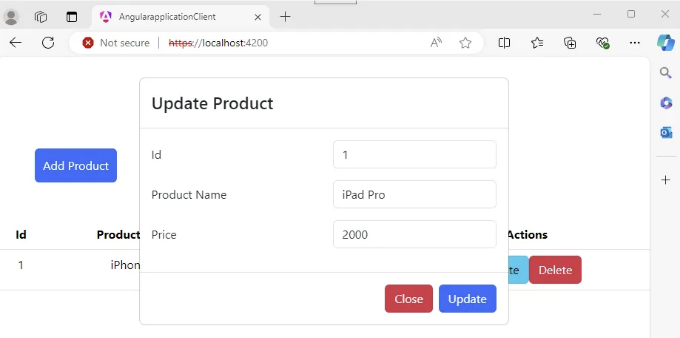 AngularapplicationClient
Not secure https://localhost:4200
Update Product
Id 1
Add Product
Product Name iPad Pro
Price 2000
Id Product Actions
1 iPhon te Delete
Close Update